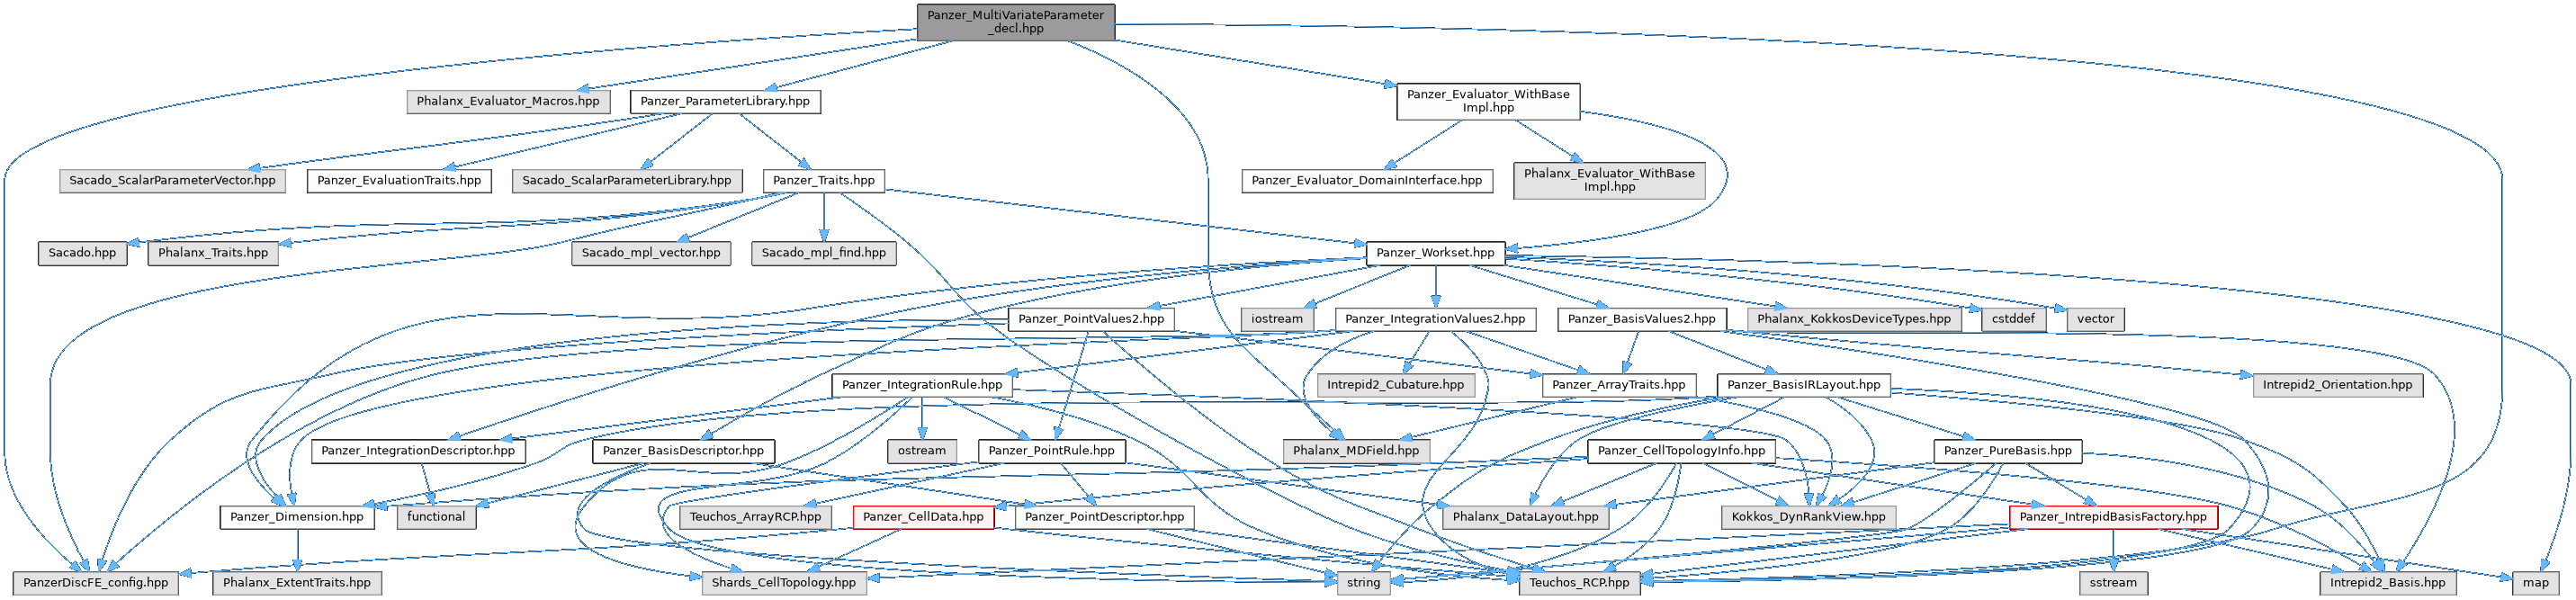 Panzer_MultiVariateParameter
_decl.hpp
Phalanx_Evaluator_Macros.hpp
Panzer_ParameterLibrary.hpp
Panzer_Evaluator_WithBase
Impl.hpp
Sacado_ScalarParameterVector.hpp
Panzer_EvaluationTraits.hpp
Sacado_ScalarParameterLibrary.hpp
Panzer_Traits.hpp
Panzer_Evaluator_DomainInterface.hpp
Phalanx_Evaluator_WithBase
Impl.hpp
Sacado.hpp
Phalanx_Traits.hpp
Sacado_mpl_vector.hpp
Sacado_mpl_find.hpp
Panzer_Workset.hpp
Panzer_PointValues2.hpp
iostream
Panzer_IntegrationValues2.hpp
Panzer_BasisValues2.hpp
Phalanx_KokkosDeviceTypes.hpp
cstddef
vector
Panzer_IntegrationRule.hpp
Intrepid2_Cubature.hpp
Panzer_ArrayTraits.hpp
Panzer_BasisIRLayout.hpp
Intrepid2_Orientation.hpp
Panzer_IntegrationDescriptor.hpp
Panzer_BasisDescriptor.hpp
ostream
Panzer_PointRule.hpp
Phalanx_MDField.hpp
Panzer_CellTopologyInfo.hpp
Panzer_PureBasis.hpp
Panzer_Dimension.hpp
functional
Teuchos_ArrayRCP.hpp
Panzer_CellData.hpp
Panzer_PointDescriptor.hpp
Phalanx_DataLayout.hpp
Kokkos_DynRankView.hpp
Panzer_IntrepidBasisFactory.hpp
PanzerDiscFE_config.hpp
Phalanx_ExtentTraits.hpp
Shards_CellTopology.hpp
string
Teuchos_RCP.hpp
sstream
Intrepid2_Basis.hpp
map